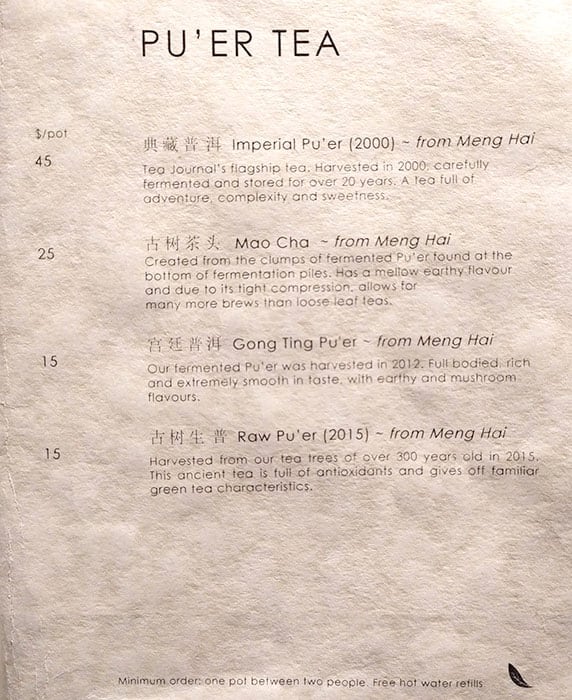 PU'ER TEA
$/pot
45 典藏普洱 Imperial Pu'er (2000) ~ from Meng Hai
Tea Journal's flagship tea. Harvested in 2000, carefully
fermented and stored for over 20 years. A tea full of
adventure, complexity and sweetness.
25 古树茶头 Mao Cha ~ from Meng Hai
Created from the clumps of fermented Pu'er found at the
bottom of fermentation piles. Has a mellow earthy flavour
and due to its tight compression, allows for
many more brews than loose leaf teas.
15 宫廷普洱 Gong Ting Pu'er ~ from Meng Hai
Our fermented Pu'er was harvested in 2012. Full bodied, rich
and extremely smooth in taste, with earthy and mushroom
flavours.
15 古树生普 Raw Pu'er (2015) ~ from Meng Hai
Harvested from our tea trees of over 300 years old in 2015.
This ancient tea is full of antioxidants and gives off familiar
green tea characteristics.
Minimum order: one pot between two people. Free hot water refills